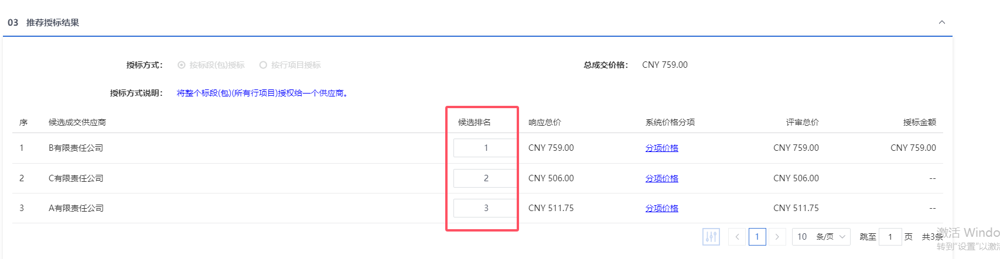 03 推荐授标结果
授标方式： 按标段(包)授标 按行项目授标 总成交价格： CNY 759.00
授标方式说明： 将整个标段(包)(所有行项目)授权给一个供应商。
序 候选成交供应商 候选排名 响应总价 系统价格分项 评审总价 授标金额
1 B有限责任公司 1 CNY 759.00 分项价格 CNY 759.00 CNY 759.00
2 C有限责任公司 2 CNY 506.00 分项价格 CNY 506.00 --
3 A有限责任公司 3 CNY 511.75 分项价格 CNY 511.75 --
1 10 条/页 跳至 1 页 共3条
激活 Windo
转到“设置”以激